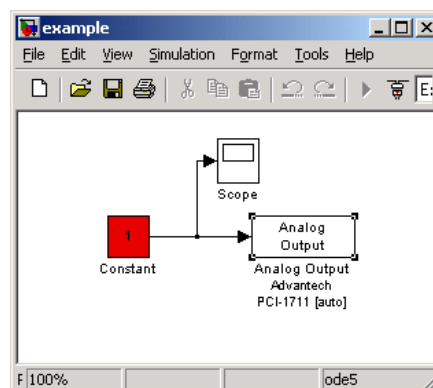 example
File Edit View Simulation Format Tools Help
E:
Scope
1
Constant
Analog
Output
Analog Output
Advantech
PCI-1711 [auto]
F 100%
ode5